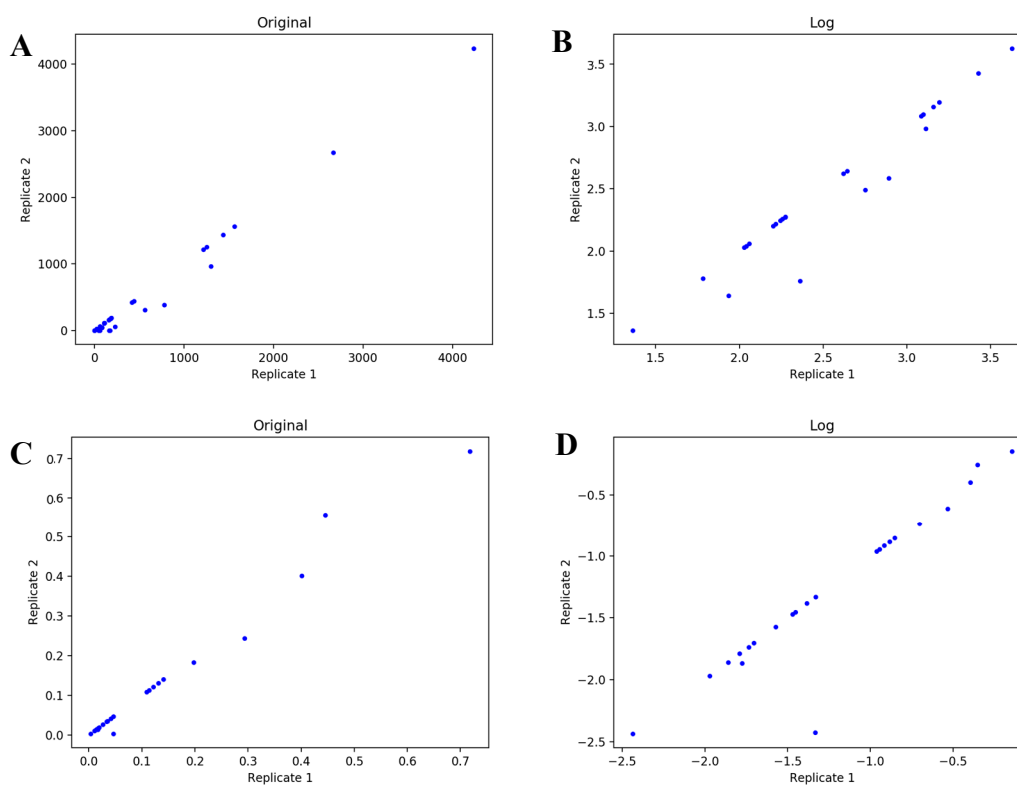 A
Original
4000
3000
2000
1000
0
Replicate 2
0 1000 2000 3000 4000
Replicate 1
B
Log
3.5
3.0
2.5
2.0
1.5
Replicate 2
1.5 2.0 2.5 3.0 3.5
Replicate 1
C
Original
0.7
0.6
0.5
0.4
0.3
0.2
0.1
0.0
Replicate 2
0.0 0.1 0.2 0.3 0.4 0.5 0.6 0.7
Replicate 1
D
Log
−0.5
−1.0
−1.5
−2.0
−2.5
Replicate 2
−2.5 −2.0 −1.5 −1.0 −0.5
Replicate 1